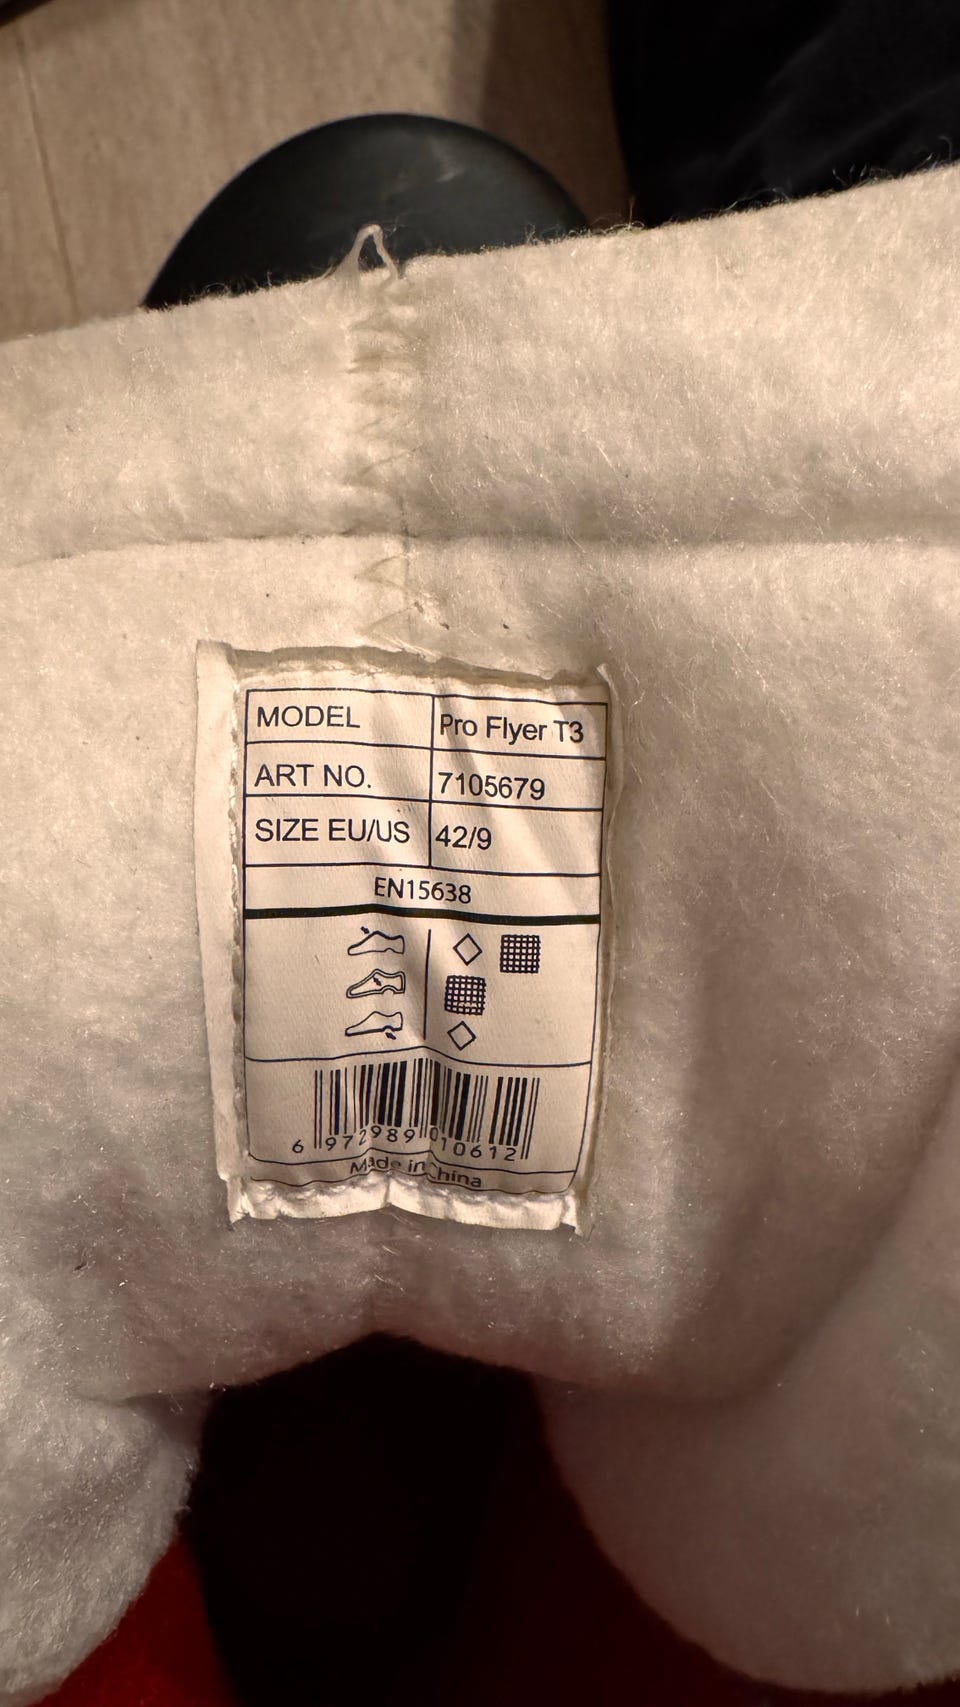 MODEL Pro Flyer T3
ART NO. 7105679
SIZE EU/US 42/9
EN15638
6 972989 010612
Made in China